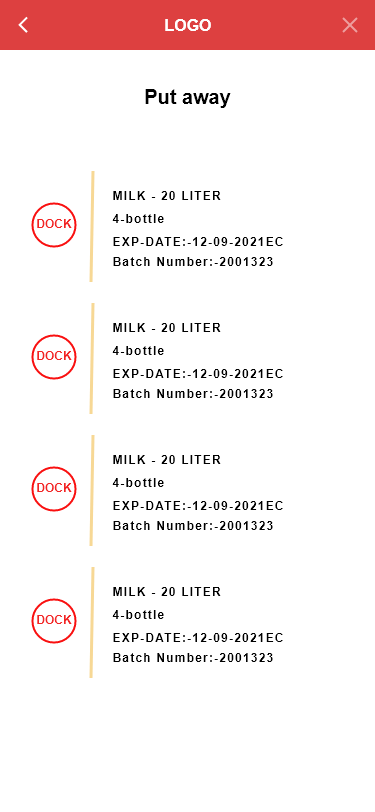 LOGO
Put away
MILK - 20 LITER
4-bottle
DOCK
EXP-DATE:-12-09-2021EC
Batch Number:-2001323
MILK - 20 LITER
4-bottle
DOCK
EXP-DATE:-12-09-2021EC
Batch Number:-2001323
MILK - 20 LITER
4-bottle
DOCK
EXP-DATE:-12-09-2021EC
Batch Number:-2001323
MILK - 20 LITER
4-bottle
DOCK
EXP-DATE:-12-09-2021EC
Batch Number:-2001323